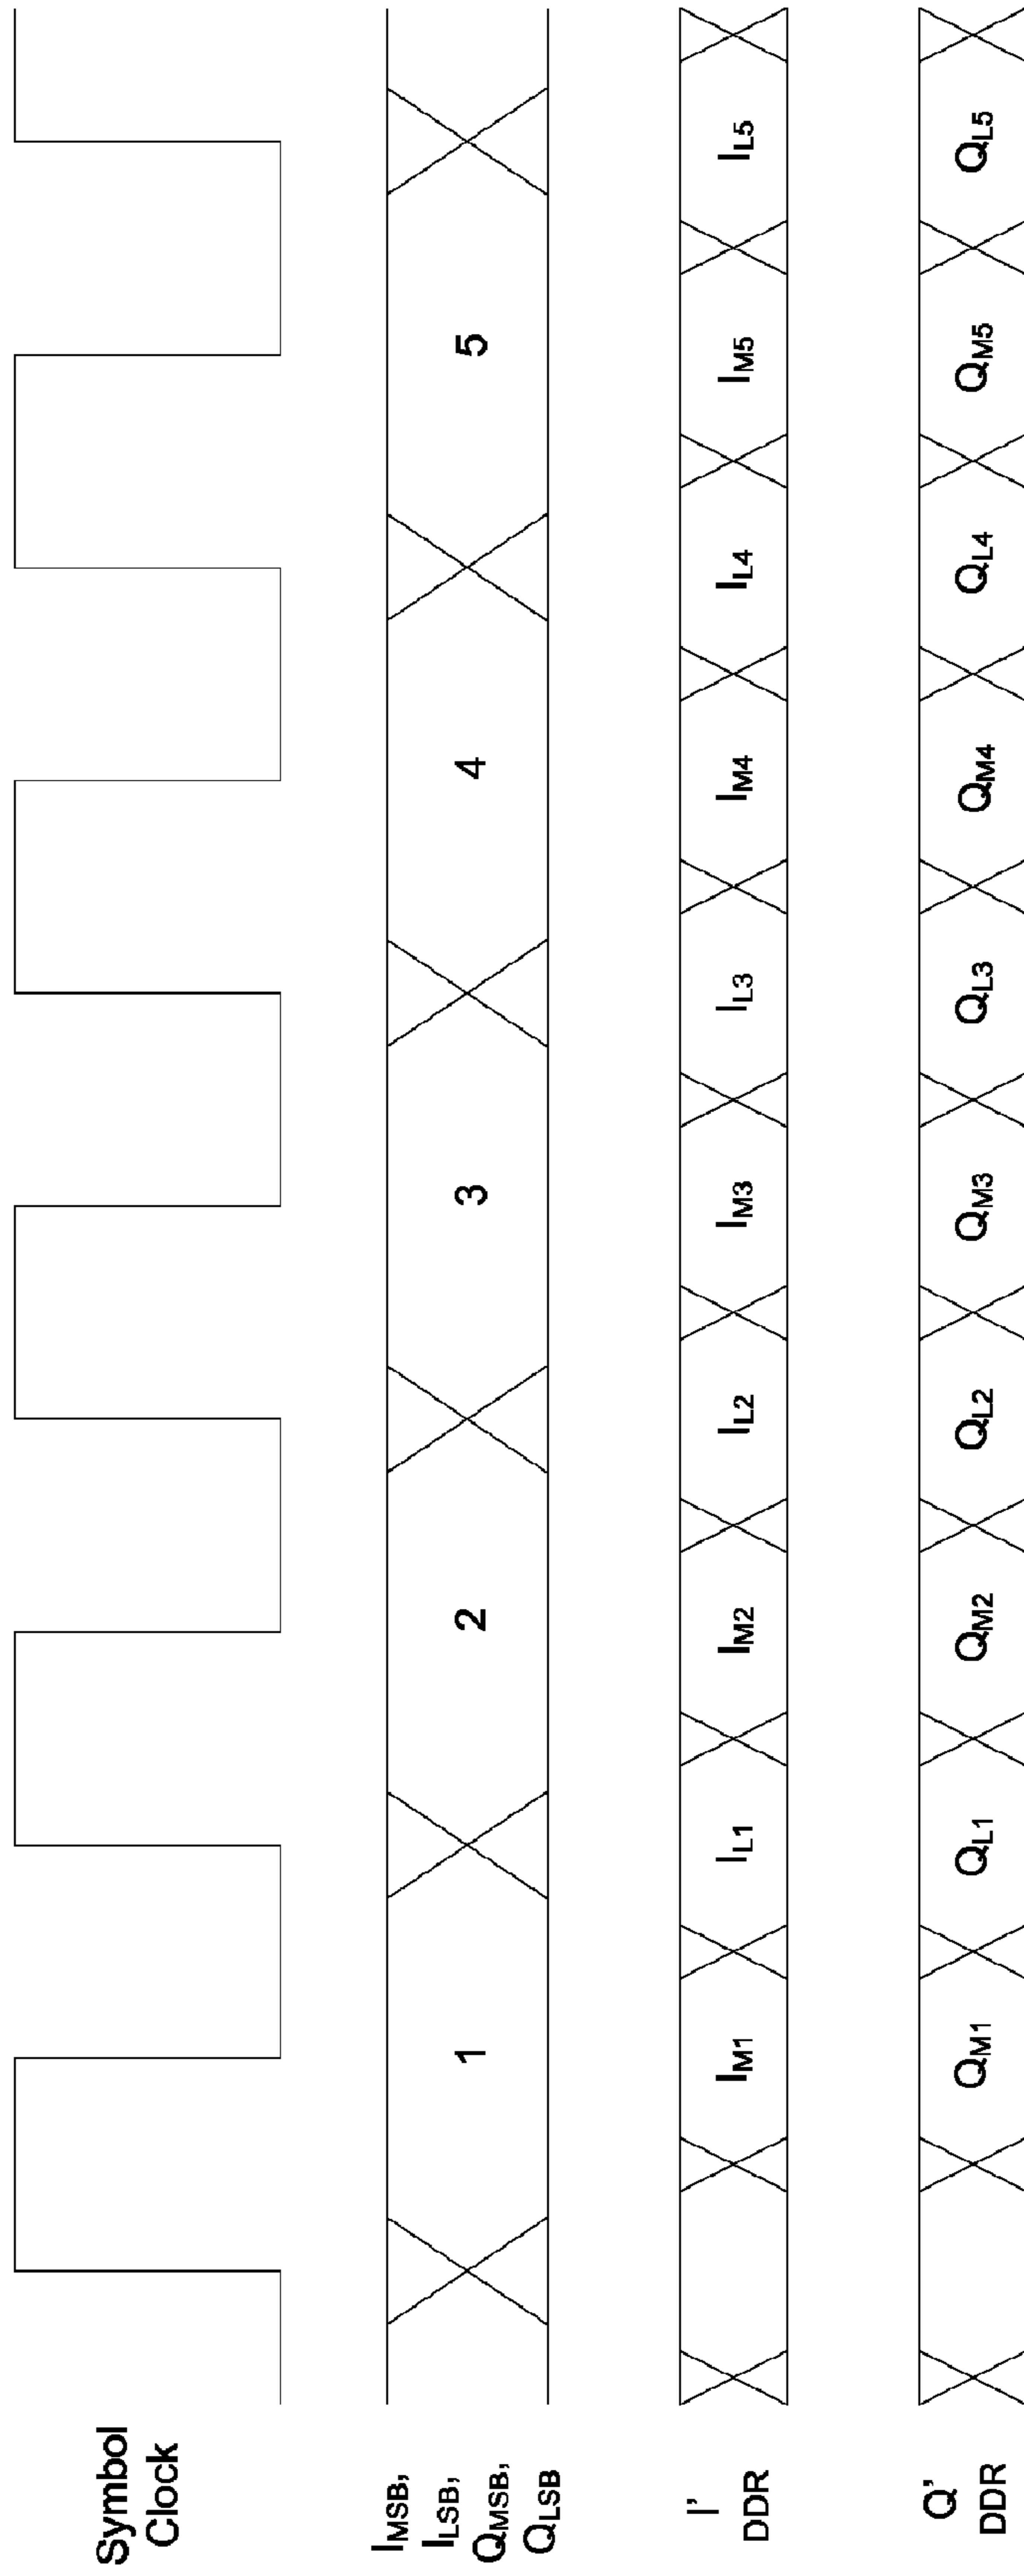 Symbol
Clock
IMSB,
ILSB,
QMSB,
QLSB
1
2
3
4
5
I'
DDR
IM1
IL1
IM2
IL2
IM3
IL3
IM4
IL4
IM5
IL5
Q'
DDR
QM1
QL1
QM2
QL2
QM3
QL3
QM4
QL4
QM5
QL5